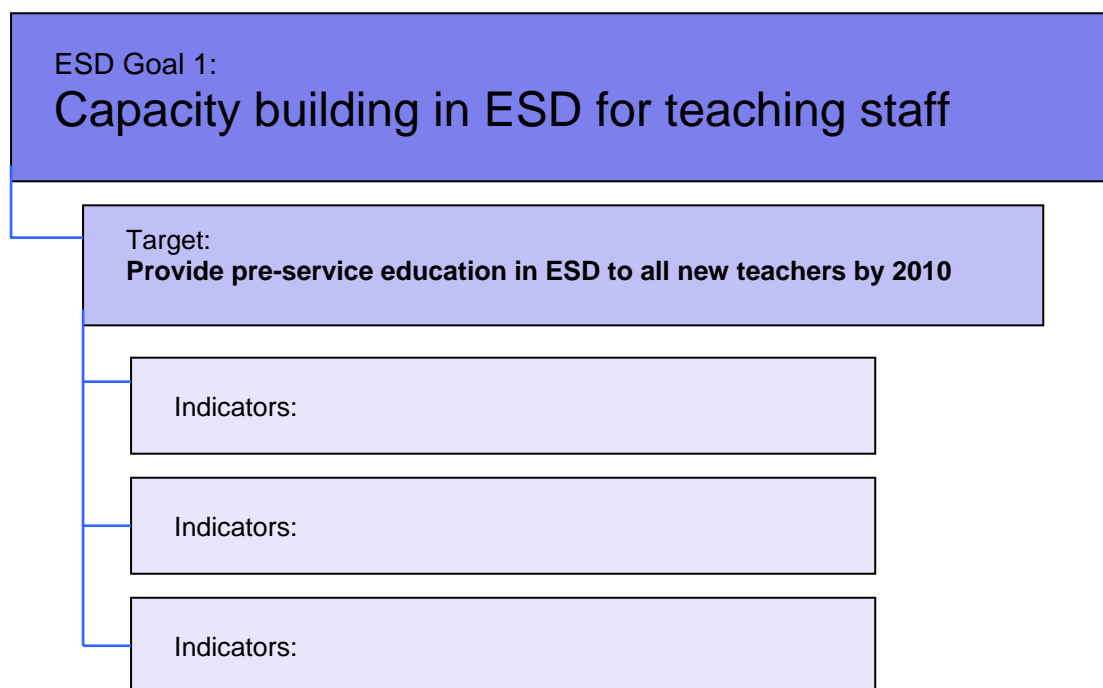 ESD Goal 1:
Capacity building in ESD for teaching staff
Target:
Provide pre-service education in ESD to all new teachers by 2010
Indicators:
Indicators:
Indicators: